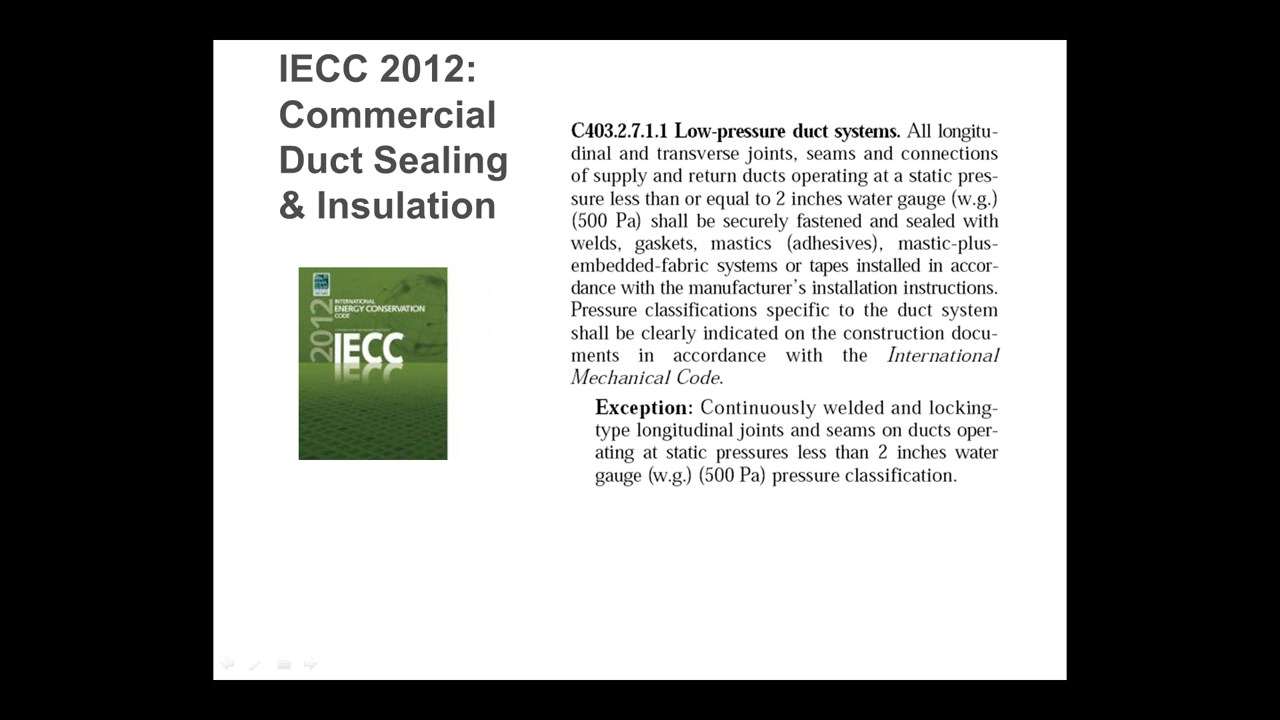 IECC 2012:
Commercial
Duct Sealing
& Insulation
C403.2.7.1.1 Low-pressure duct systems. All longitu-
dinal and transverse joints, seams and connections
of supply and return ducts operating at a static pres-
sure less than or equal to 2 inches water gauge (w.g.)
(500 Pa) shall be securely fastened and sealed with
welds, gaskets, mastics (adhesives), mastic-plus-
embedded-fabric systems or tapes installed in accor-
dance with the manufacturer's installation instructions.
Pressure classifications specific to the duct system
shall be clearly indicated on the construction docu-
ments in accordance with the International
Mechanical Code.
Exception: Continuously welded and locking-
type longitudinal joints and seams on ducts oper-
ating at static pressures less than 2 inches water
gauge (w.g.) (500 Pa) pressure classification.
2012
INTERNATIONAL
ENERGY CONSERVATION
CODE
IECC